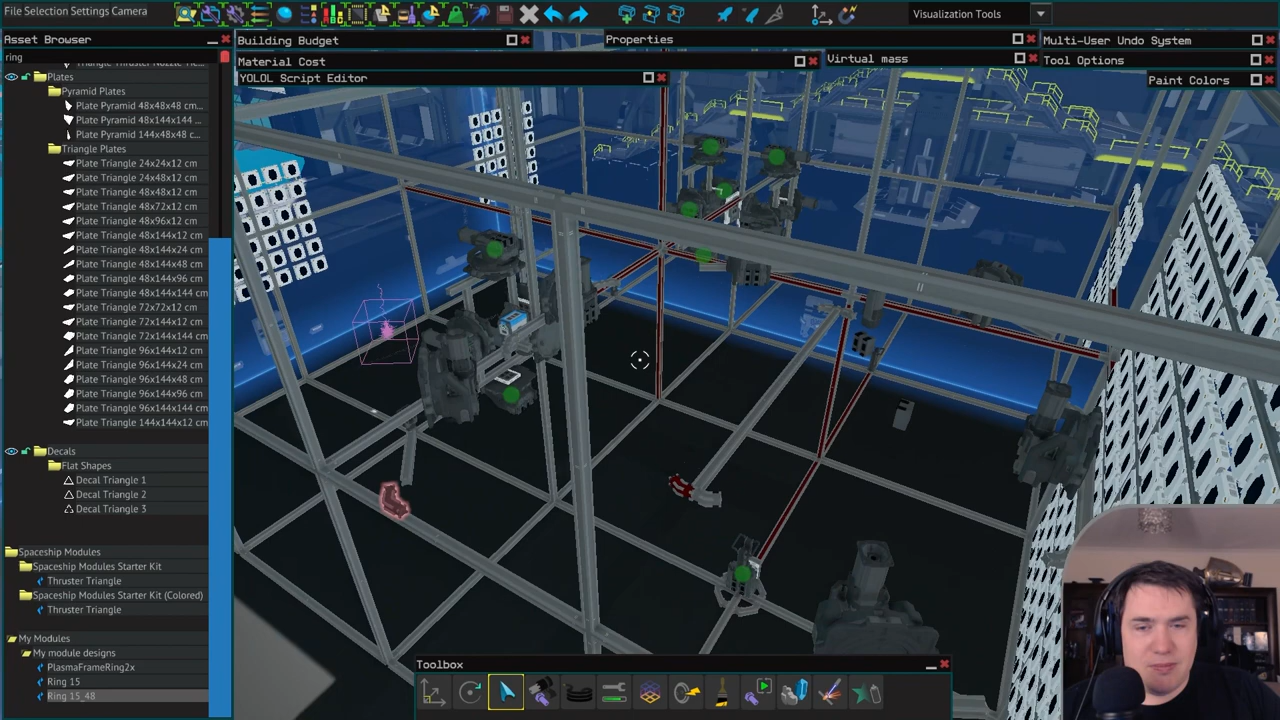 File Selection Settings Camera
Visualization Tools
Asset Browser
Building Budget
Properties
Multi-User Undo System
ring
Material Cost
Virtual mass
Tool Options
YOLOL Script Editor
Paint Colors
Plates
Pyramid Plates
Plate Pyramid 48x48x48 cm...
Plate Pyramid 48x144x144 ...
Plate Pyramid 144x48x48 c...
Triangle Plates
Plate Triangle 24x24x12 cm
Plate Triangle 24x48x12 cm
Plate Triangle 48x48x12 cm
Plate Triangle 48x72x12 cm
Plate Triangle 48x96x12 cm
Plate Triangle 48x144x12 cm
Plate Triangle 48x144x24 cm
Plate Triangle 48x144x48 cm
Plate Triangle 48x144x96 cm
Plate Triangle 48x144x144 cm
Plate Triangle 72x72x12 cm
Plate Triangle 72x144x12 cm
Plate Triangle 72x144x144 cm
Plate Triangle 96x144x12 cm
Plate Triangle 96x144x24 cm
Plate Triangle 96x144x48 cm
Plate Triangle 96x144x96 cm
Plate Triangle 96x144x144 cm
Plate Triangle 144x144x12 cm
Decals
Flat Shapes
Decal Triangle 1
Decal Triangle 2
Decal Triangle 3
Spaceship Modules
Spaceship Modules Starter Kit
Thruster Triangle
Spaceship Modules Starter Kit (Colored)
Thruster Triangle
My Modules
My module designs
PlasmaFrameRing2x
Ring 15
Ring 15_48
Toolbox